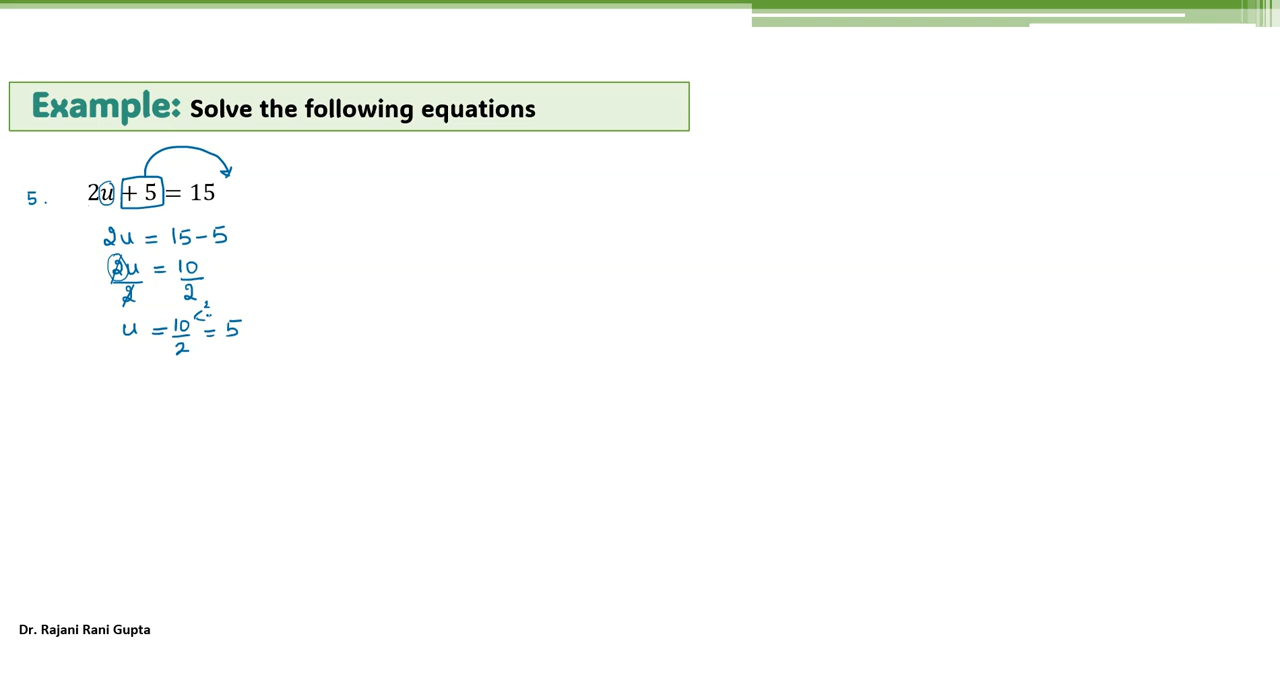 Example: Solve the following equations
5. 2u + 5 = 15
2u = 15 - 5
2u/2 = 10/2
u = 10/2 = 5
Dr. Rajani Rani Gupta